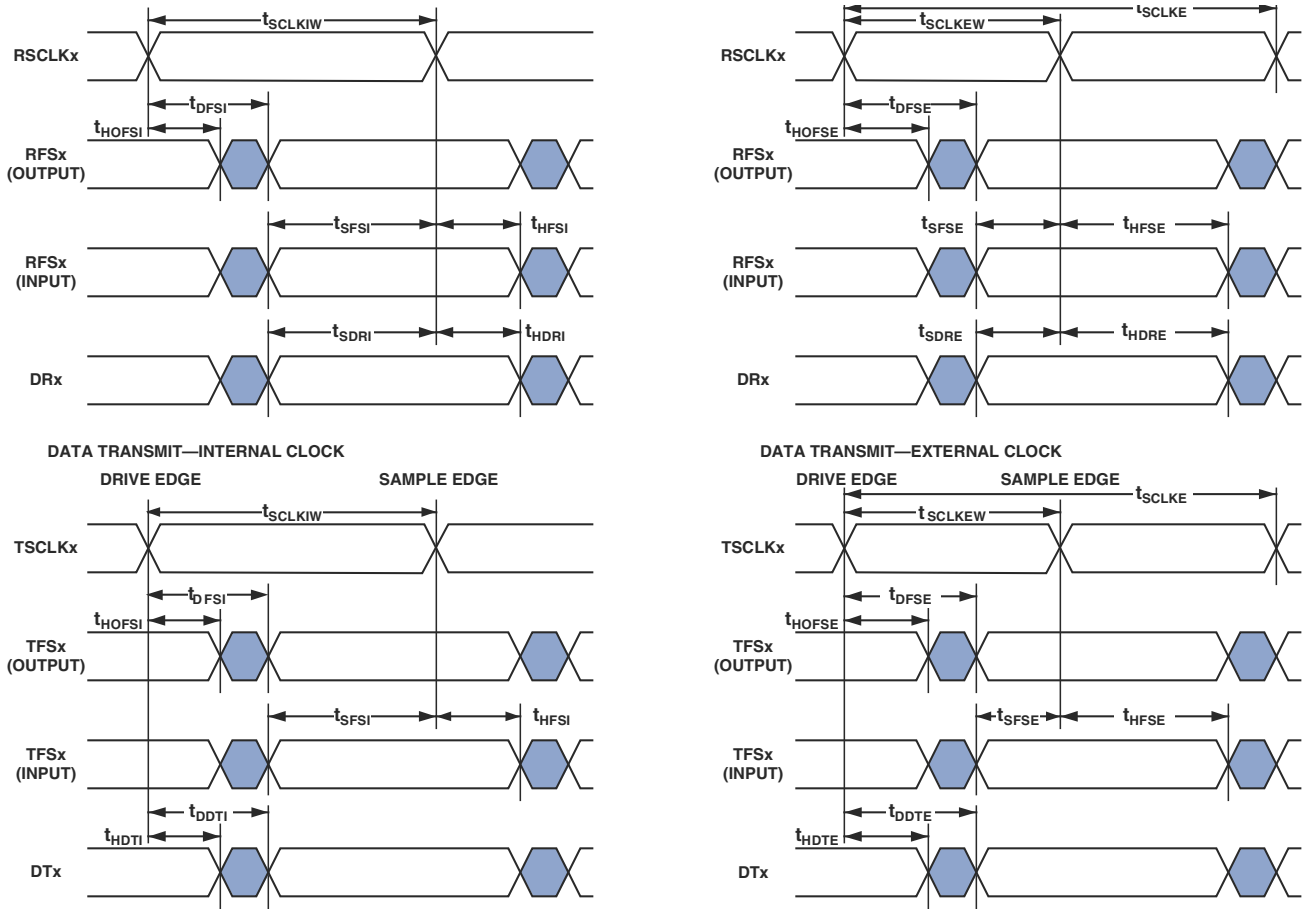 tSCLKIW
RSCLKx
tDFSI
tHOFSI
RFSx
(OUTPUT)
tSFSI
tHFSI
RFSx
(INPUT)
tSDRI
tHDRI
DRx
tSCLKE
tSCLKEW
RSCLKx
tDFSE
tHOFSE
RFSx
(OUTPUT)
tSFSE
tHFSE
RFSx
(INPUT)
tSDRE
tHDRE
DRx
DATA TRANSMIT—INTERNAL CLOCK
DRIVE EDGE
SAMPLE EDGE
tSCLKIW
TSCLKx
tDFSI
tHOFSI
TFSx
(OUTPUT)
tSFSI
tHFSI
TFSx
(INPUT)
tDDTI
tHDTI
DTx
DATA TRANSMIT—EXTERNAL CLOCK
DRIVE EDGE
SAMPLE EDGE
tSCLKE
tSCLKEW
TSCLKx
tDFSE
tHOFSE
TFSx
(OUTPUT)
tSFSE
tHFSE
TFSx
(INPUT)
tDDTE
tHDTE
DTx